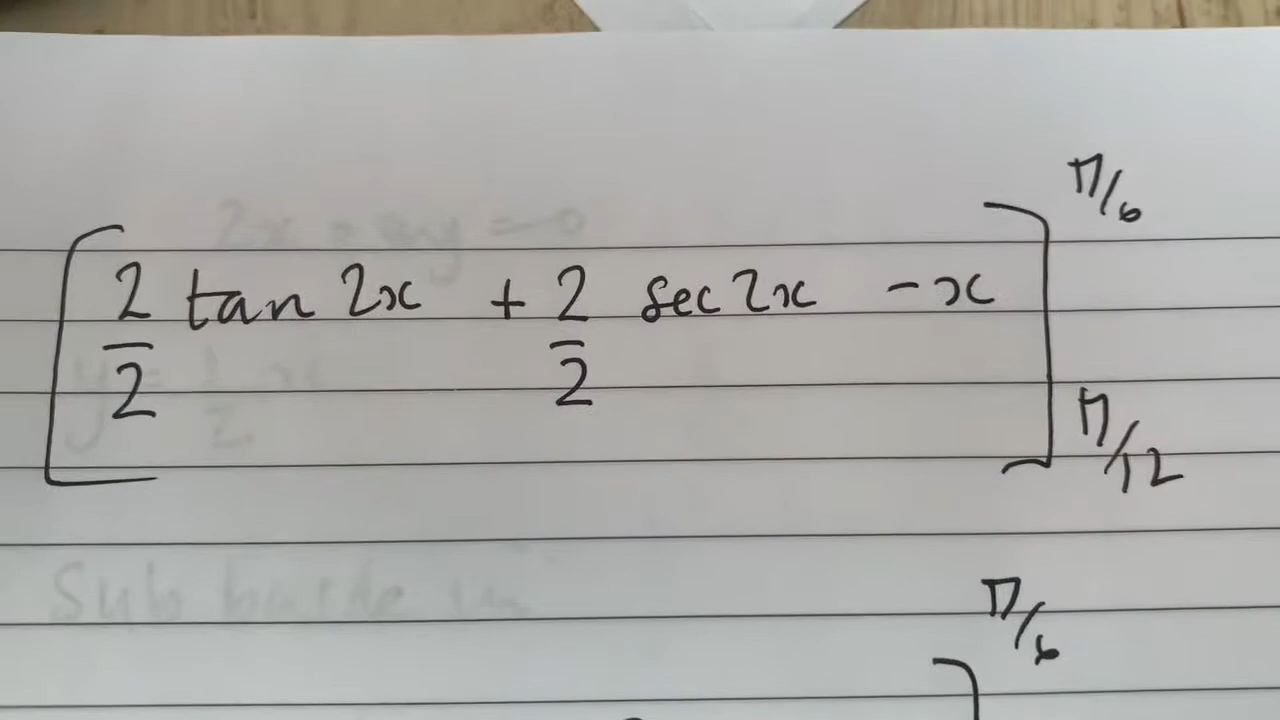 [2/2 tan 2x + 2/2 sec 2x - x]
π/6
π/12
π/6
]